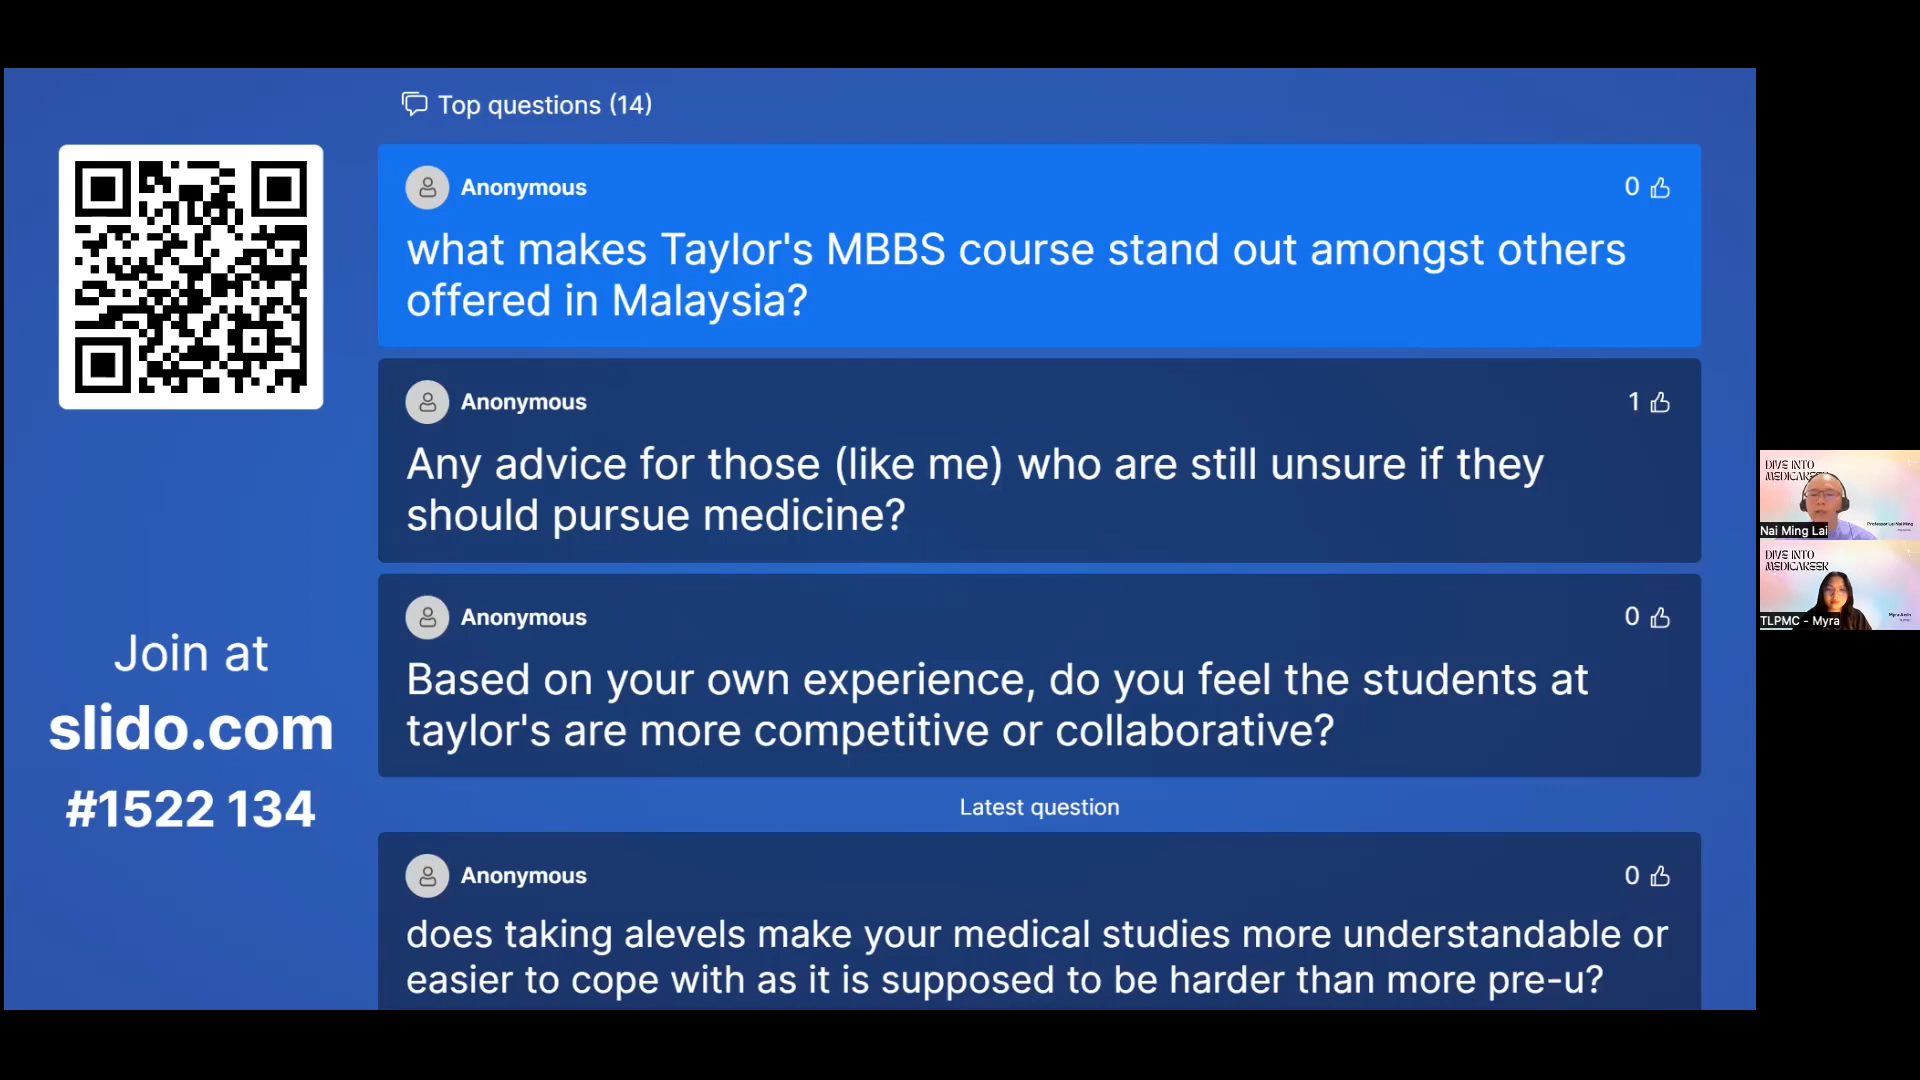 Top questions (14)
Anonymous
0
what makes Taylor's MBBS course stand out amongst others
offered in Malaysia?
Anonymous
1
Any advice for those (like me) who are still unsure if they
should pursue medicine?
Anonymous
0
Based on your own experience, do you feel the students at
taylor's are more competitive or collaborative?
Latest question
Anonymous
0
does taking alevels make your medical studies more understandable or
easier to cope with as it is supposed to be harder than more pre-u?
Join at
slido.com
#1522 134
DIVE INTO
Professor Lai Nai Ming
Nai Ming Lai
DIVE INTO
TLPMC - Myra